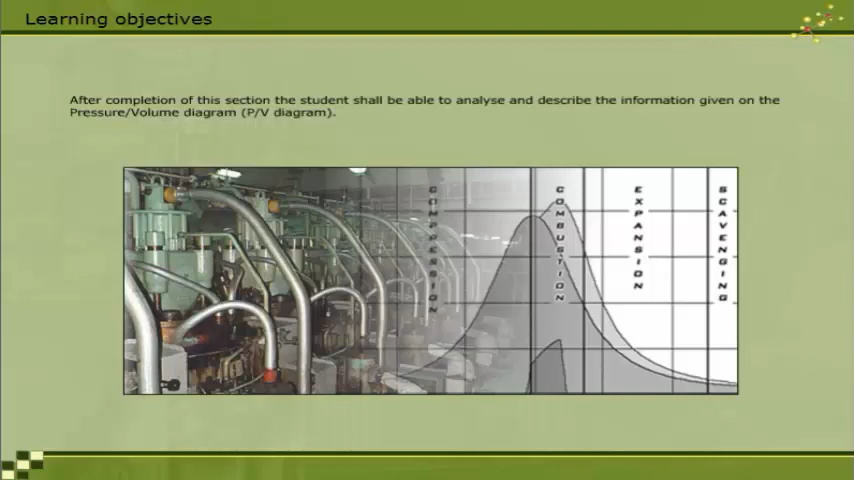 Learning objectives
After completion of this section the student shall be able to analyse and describe the information given on the
Pressure/Volume diagram (P/V diagram).
COMPRESSION
COMBUSTION
EXPANSION
SCAVENGING